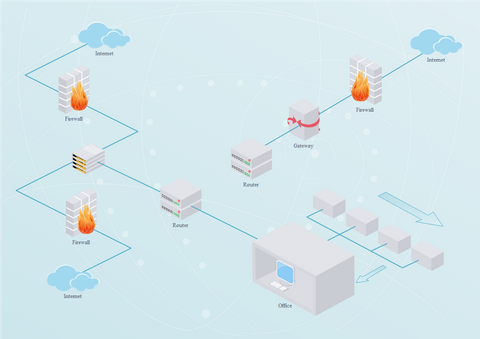 Internet
Internet
Firewall
Firewall
Gateway
Router
Router
Firewall
Internet
Office